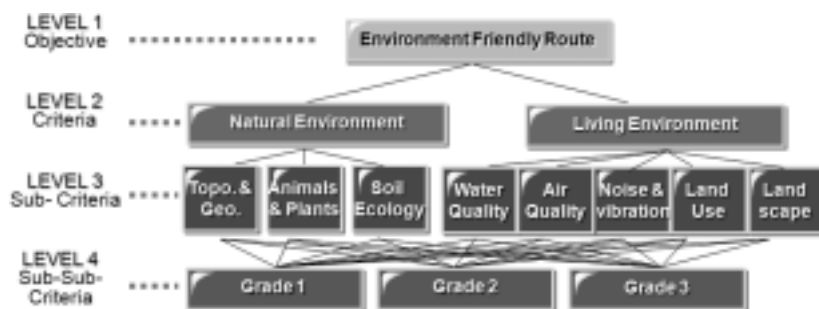 LEVEL 1
Objective
Environment Friendly Route
LEVEL 2
Criteria
Natural Environment
Living Environment
LEVEL 3
Sub- Criteria
Topo. &
Geo.
Animals
& Plants
Soil
Ecology
Water
Quality
Air
Quality
Noise &
vibration
Land
Use
Land
scape
LEVEL 4
Sub-Sub-
Criteria
Grade 1
Grade 2
Grade 3